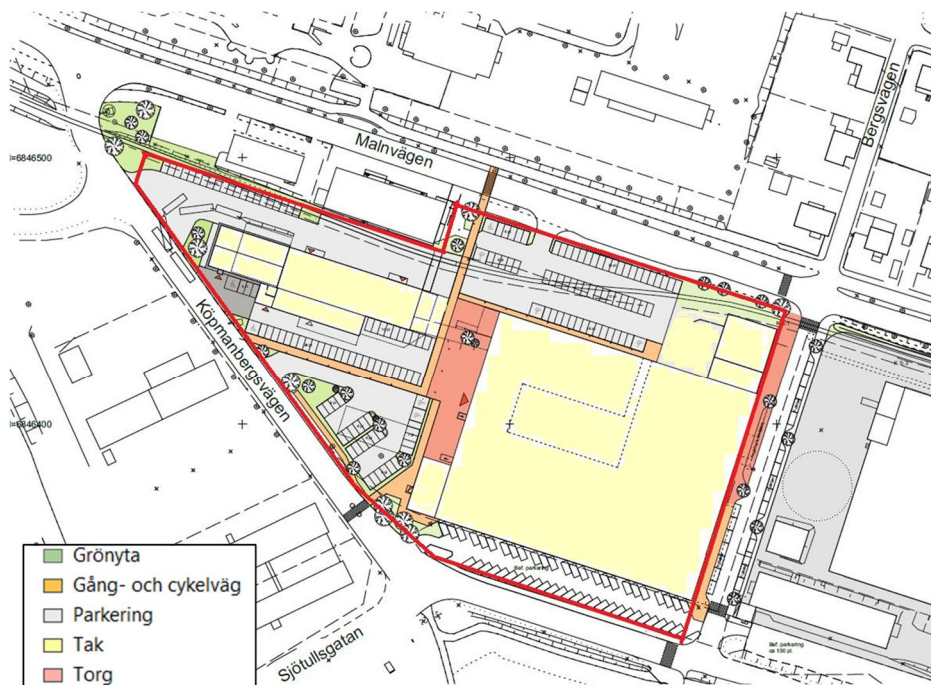 Malnvägen
Bergsvägen
l=6846500
Köpmanbergsvägen
l=6846400
Bef. parkering
Grönyta
Gång- och cykelväg
Parkering
Tak
Torg
Sjötullsgatan
Bef. parkering
ca 130 pl.